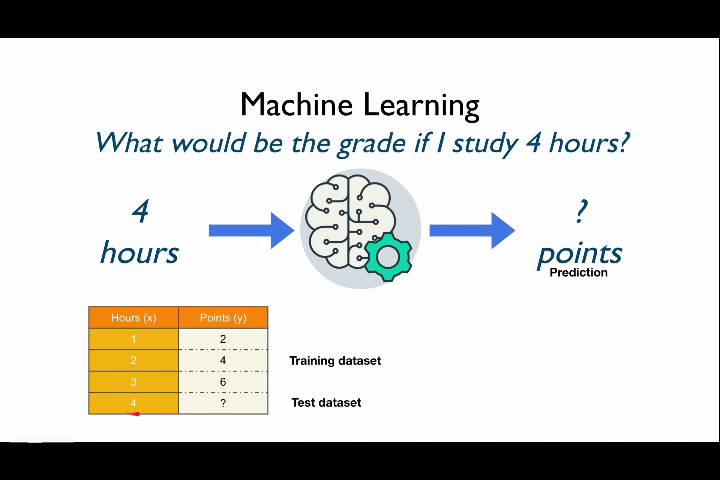 Machine Learning
What would be the grade if I study 4 hours?
4
hours
?
points
Prediction
Hours (x) Points (y)
1 2
2 4
3 6
4 ?
Training dataset
Test dataset